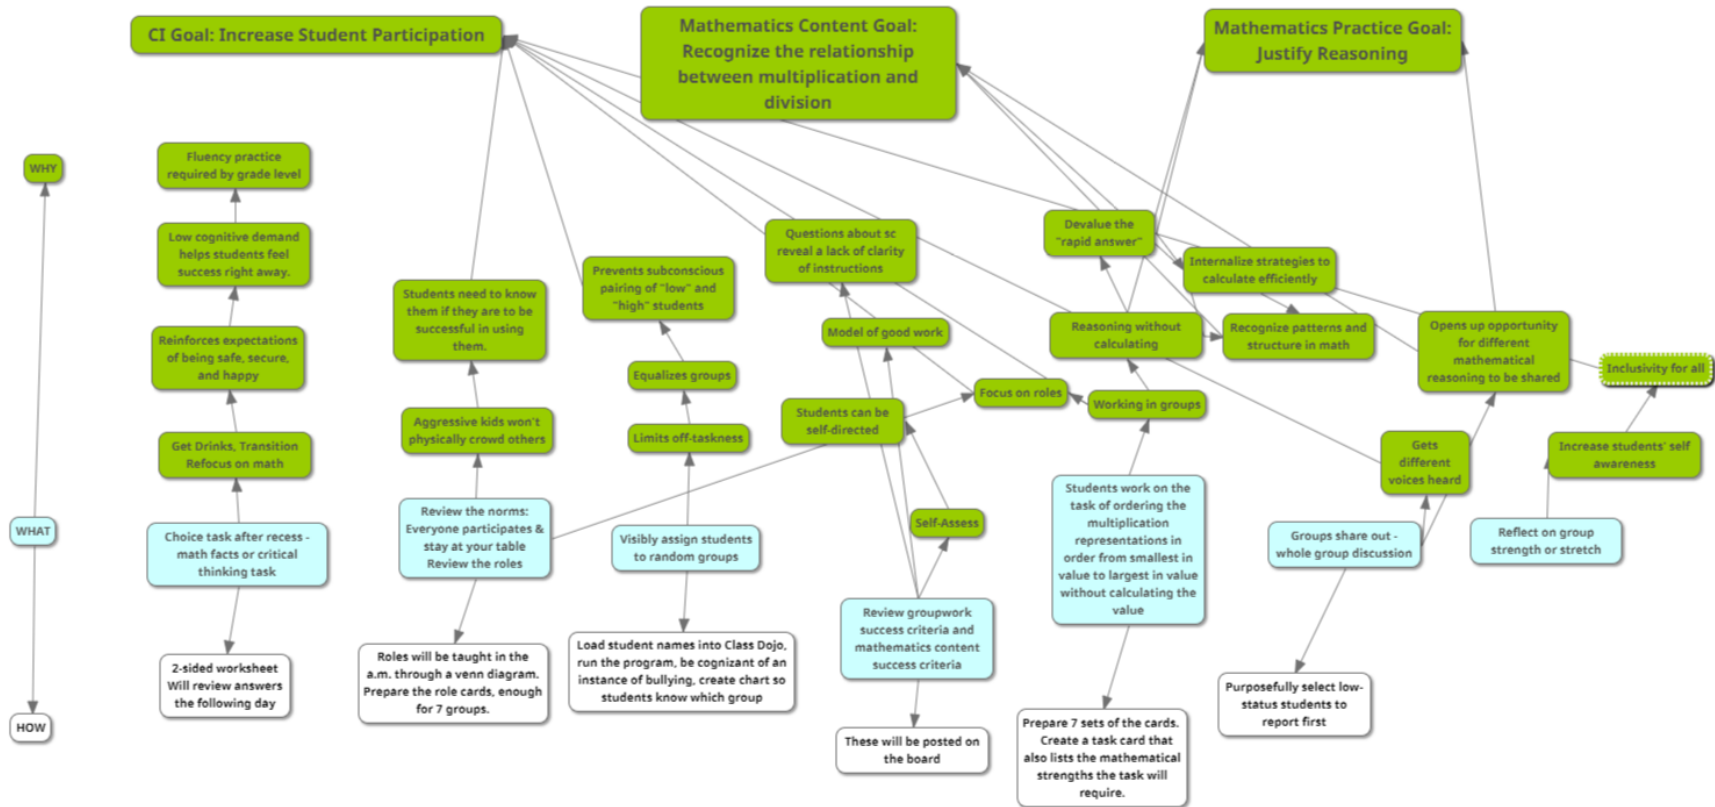 CI Goal: Increase Student Participation
Mathematics Content Goal:
Recognize the relationship
between multiplication and
division
Mathematics Practice Goal:
Justify Reasoning
WHY
WHAT
HOW
Fluency practice
required by grade level
Low cognitive demand
helps students feel
success right away.
Reinforces expectations
of being safe, secure,
and happy
Get Drinks, Transition
Refocus on math
Choice task after recess -
math facts or critical
thinking task
2-sided worksheet
Will review answers
the following day
Students need to know
them if they are to be
successful in using
them.
Aggressive kids won't
physically crowd others
Review the norms:
Everyone participates &
stay at your table
Review the roles
Roles will be taught in the
a.m. through a venn diagram.
Prepare the role cards, enough
for 7 groups.
Prevents subconscious
pairing of "low" and
"high" students
Equalizes groups
Limits off-taskness
Visibly assign students
to random groups
Load student names into Class Dojo,
run the program, be cognizant of an
instance of bullying, create chart so
students know which group
Questions about sc
reveal a lack of clarity
of instructions
Model of good work
Students can be
self-directed
Self-Assess
Review groupwork
success criteria and
mathematics content
success criteria
These will be posted on
the board
Focus on roles
Devalue the
"rapid answer"
Internalize strategies to
calculate efficiently
Reasoning without
calculating
Recognize patterns and
structure in math
Working in groups
Students work on the
task of ordering the
multiplication
representations in
order from smallest in
value to largest in value
without calculating the
value
Prepare 7 sets of the cards.
Create a task card that
also lists the mathematical
strengths the task will
require.
Opens up opportunity
for different
mathematical
reasoning to be shared
Gets
different
voices heard
Groups share out -
whole group discussion
Purposefully select low-
status students to
report first
Inclusivity for all
Increase students' self
awareness
Reflect on group
strength or stretch